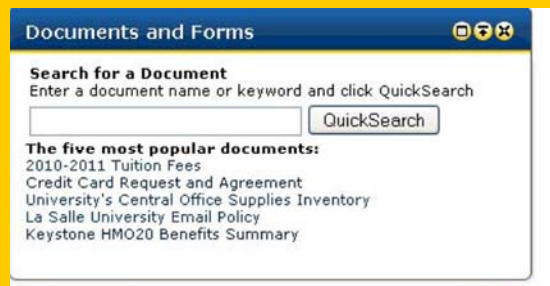 Documents and Forms
Search for a Document
Enter a document name or keyword and click QuickSearch
QuickSearch
The five most popular documents:
2010-2011 Tuition Fees
Credit Card Request and Agreement
University's Central Office Supplies Inventory
La Salle University Email Policy
Keystone HMO20 Benefits Summary